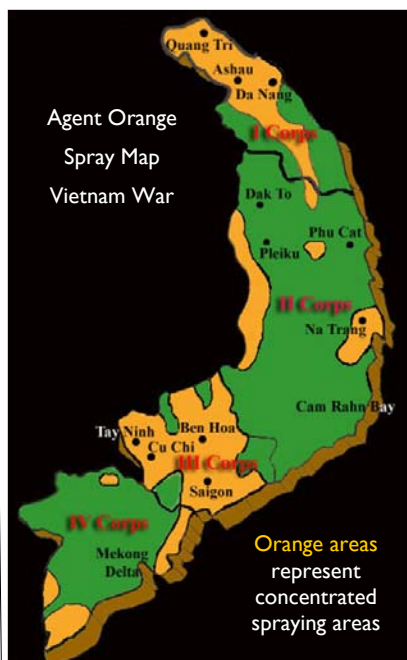 Quang Tri
Ashau
Da Nang
Agent Orange
Spray Map
Vietnam War
I Corps
Dak To
Phu Cat
Pleiku
II Corps
Na Trang
Cam Rahn Bay
Tay Ninh
Ben Hoa
Cu Chi
III Corps
Saigon
IV Corps
Mekong
Delta
Orange areas
represent
concentrated
spraying areas